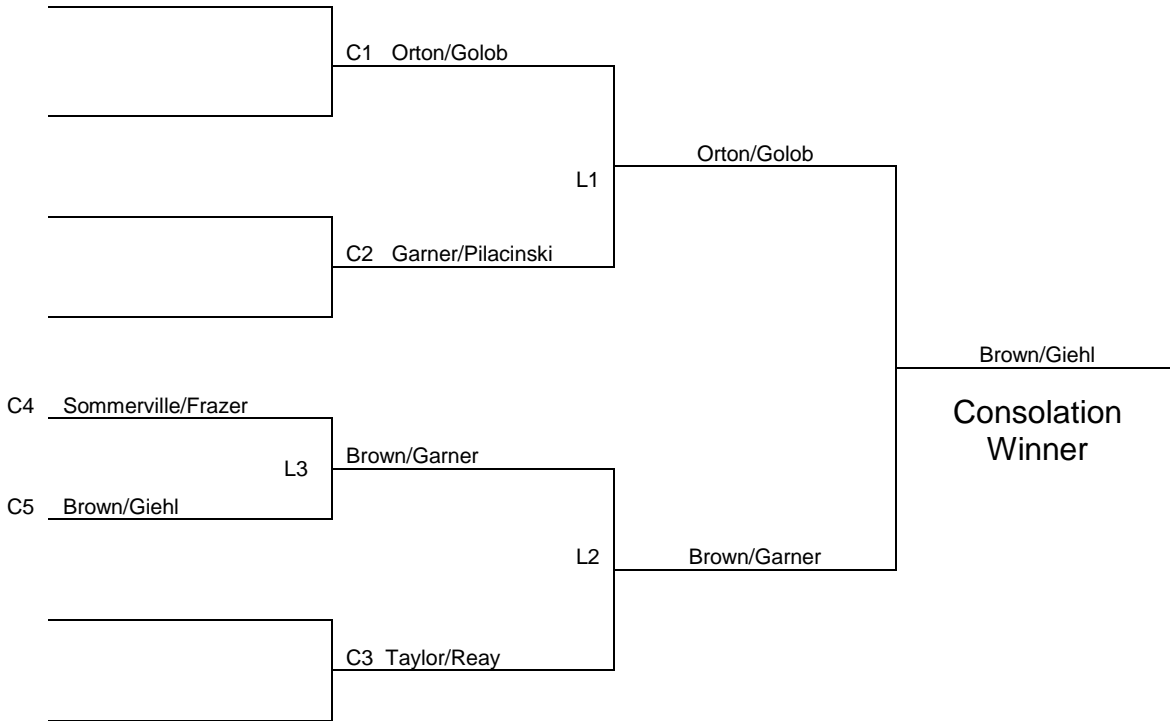 C1 Orton/Golob
Orton/Golob
L1
C2 Garner/Pilacinski
Brown/Giehl
C4 Sommerville/Frazer
Consolation
Winner
Brown/Garner
L3
C5 Brown/Giehl
L2
Brown/Garner
C3 Taylor/Reay